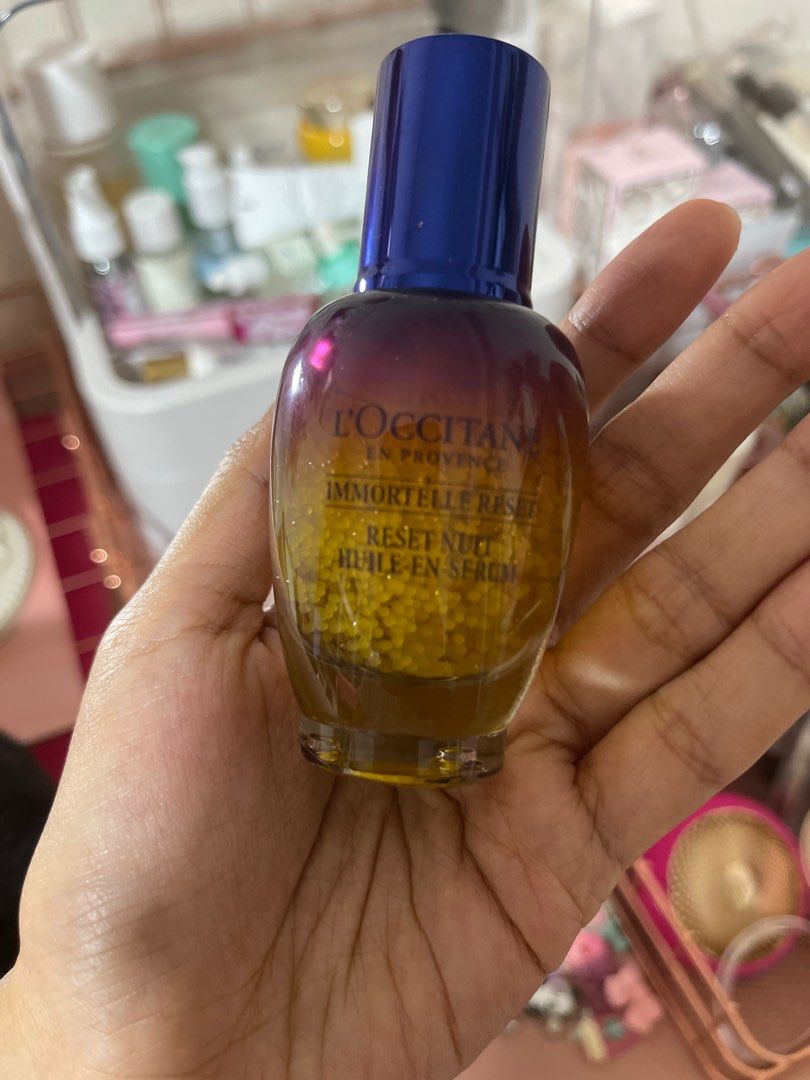 L'OCCITANE
EN PROVENCE
IMMORTELLE RESET
RESET NUIT
HUILE-EN-SÉRUM